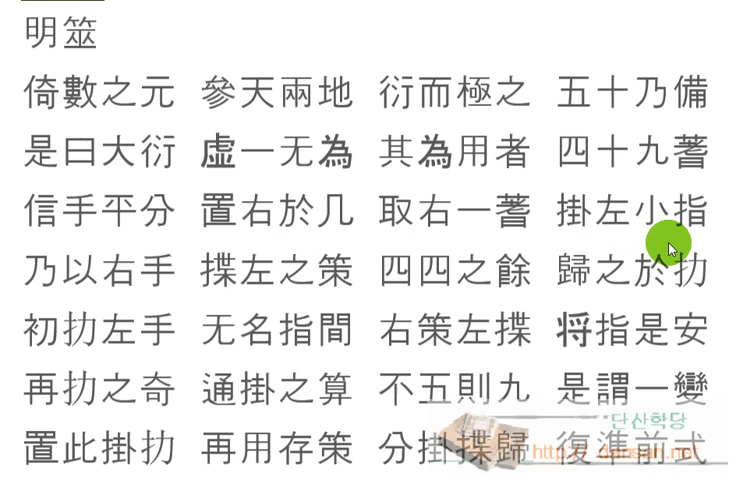 明筮
倚數之元 參天兩地 衍而極之 五十乃備
是曰大衍 虛一无為 其為用者 四十九蓍
信手平分 置右於几 取右一蓍 掛左小指
乃以右手 揲左之策 四四之餘 歸之於扐
初扐左手 无名指間 右策左揲 将指是安
再扐之奇 通掛之算 不五則九 是謂一變
置此掛扐 再用存策 分掛揲歸 復準前式
단산학당
http://dansan.net